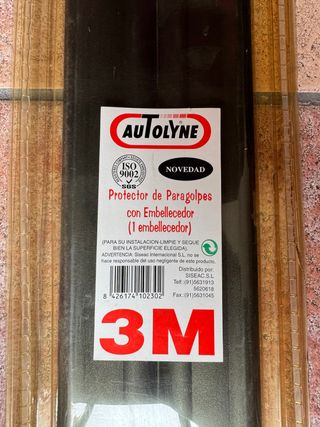 AUTOLYNE
ISO
9002
SGS
NOVEDAD
Protector de Paragolpes
con Embellecedor
(1 embellecedor)
(PARA SU INSTALACION-LIMPIE Y SEQUE
BIEN LA SUPERFICIE ELEGIDA).
ADVERTENCIA: Siseac Internacional S.L. no se
hace responsable del uso negligente de este producto.
Distribuido por:
SISEAC,S.L
Telf:(91)5631913
5620618
Fax.:(91)5631045
8 426174 102302
3M